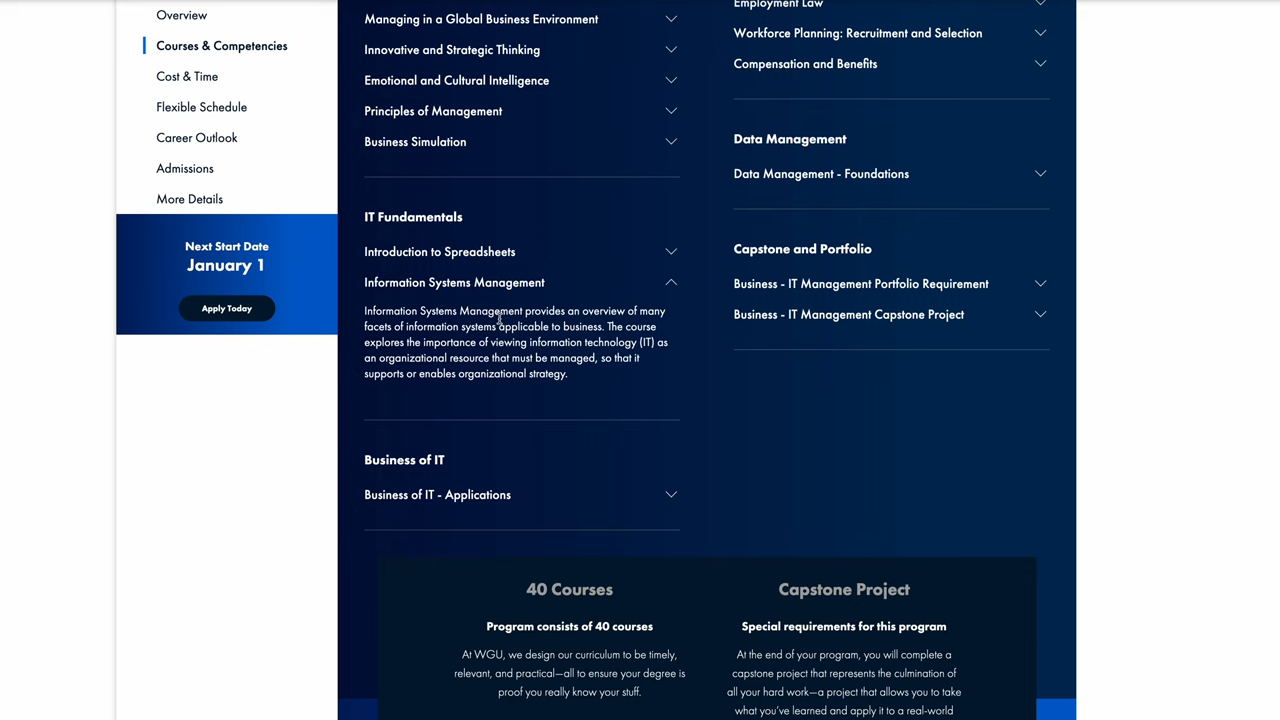 Overview
Courses & Competencies
Cost & Time
Flexible Schedule
Career Outlook
Admissions
More Details
Next Start Date
January 1
Apply Today
Managing in a Global Business Environment
Innovative and Strategic Thinking
Emotional and Cultural Intelligence
Principles of Management
Business Simulation
IT Fundamentals
Introduction to Spreadsheets
Information Systems Management
Information Systems Management provides an overview of many
facets of information systems applicable to business. The course
explores the importance of viewing information technology (IT) as
an organizational resource that must be managed, so that it
supports or enables organizational strategy.
Business of IT
Business of IT - Applications
Employment Law
Workforce Planning: Recruitment and Selection
Compensation and Benefits
Data Management
Data Management - Foundations
Capstone and Portfolio
Business - IT Management Portfolio Requirement
Business - IT Management Capstone Project
40 Courses
Program consists of 40 courses
At WGU, we design our curriculum to be timely,
relevant, and practical—all to ensure your degree is
proof you really know your stuff.
Capstone Project
Special requirements for this program
At the end of your program, you will complete a
capstone project that represents the culmination of
all your hard work—a project that allows you to take
what you've learned and apply it to a real-world